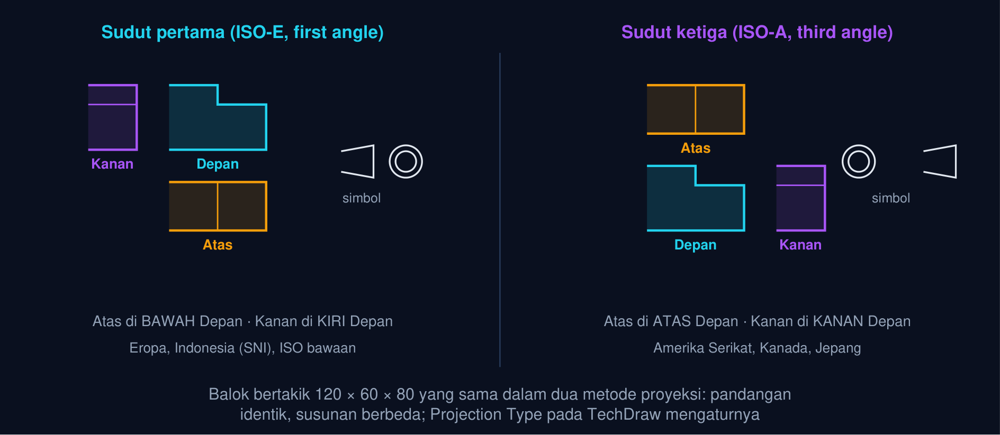 Sudut pertama (ISO-E, first angle)
Kanan
Depan
Atas
simbol
Atas di BAWAH Depan · Kanan di KIRI Depan
Eropa, Indonesia (SNI), ISO bawaan
Sudut ketiga (ISO-A, third angle)
Atas
Depan
Kanan
simbol
Atas di ATAS Depan · Kanan di KANAN Depan
Amerika Serikat, Kanada, Jepang
Balok bertakik 120 × 60 × 80 yang sama dalam dua metode proyeksi: pandangan
identik, susunan berbeda; Projection Type pada TechDraw mengaturnya